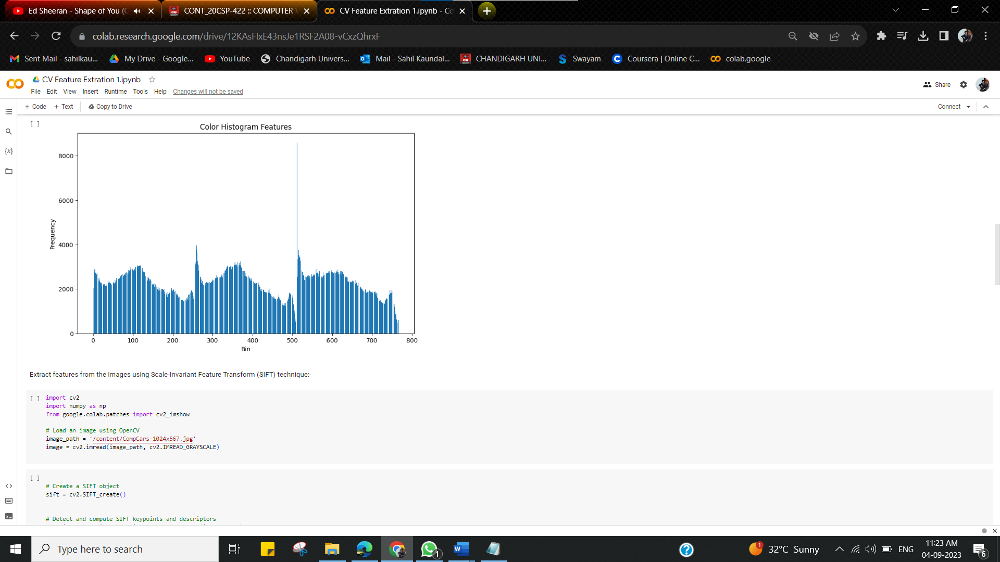 Ed Sheeran - Shape of You (
CONT_20CSP-422 :: COMPUTER
CV Feature Extration 1.ipynb - Co
colab.research.google.com/drive/12KAsFIxE43nsJe1RSF2A08-vCxzQhrxF
Sent Mail - sahilkau...
My Drive - Google...
YouTube
Chandigarh Univers...
Mail - Sahil Kaundal...
CHANDIGARH UNI...
Swayam
Coursera | Online C...
colab.google
CV Feature Extration 1.ipynb
File Edit View Insert Runtime Tools Help Changes will not be saved
Share
+ Code + Text Copy to Drive
Connect
{x}
[ ]
Color Histogram Features
8000
6000
4000
2000
0
Frequency
0 100 200 300 400 500 600 700 800
Bin
Extract features from the images using Scale-Invariant Feature Transform (SIFT) technique:-
[ ] import cv2
import numpy as np
from google.colab.patches import cv2_imshow
# Load an image using OpenCV
image_path = '/content/CompCars-1024x567.jpg'
image = cv2.imread(image_path, cv2.IMREAD_GRAYSCALE)
[ ]
# Create a SIFT object
sift = cv2.SIFT_create()
# Detect and compute SIFT keypoints and descriptors
Type here to search
1
1
32°C Sunny
ENG
11:23 AM
04-09-2023
6